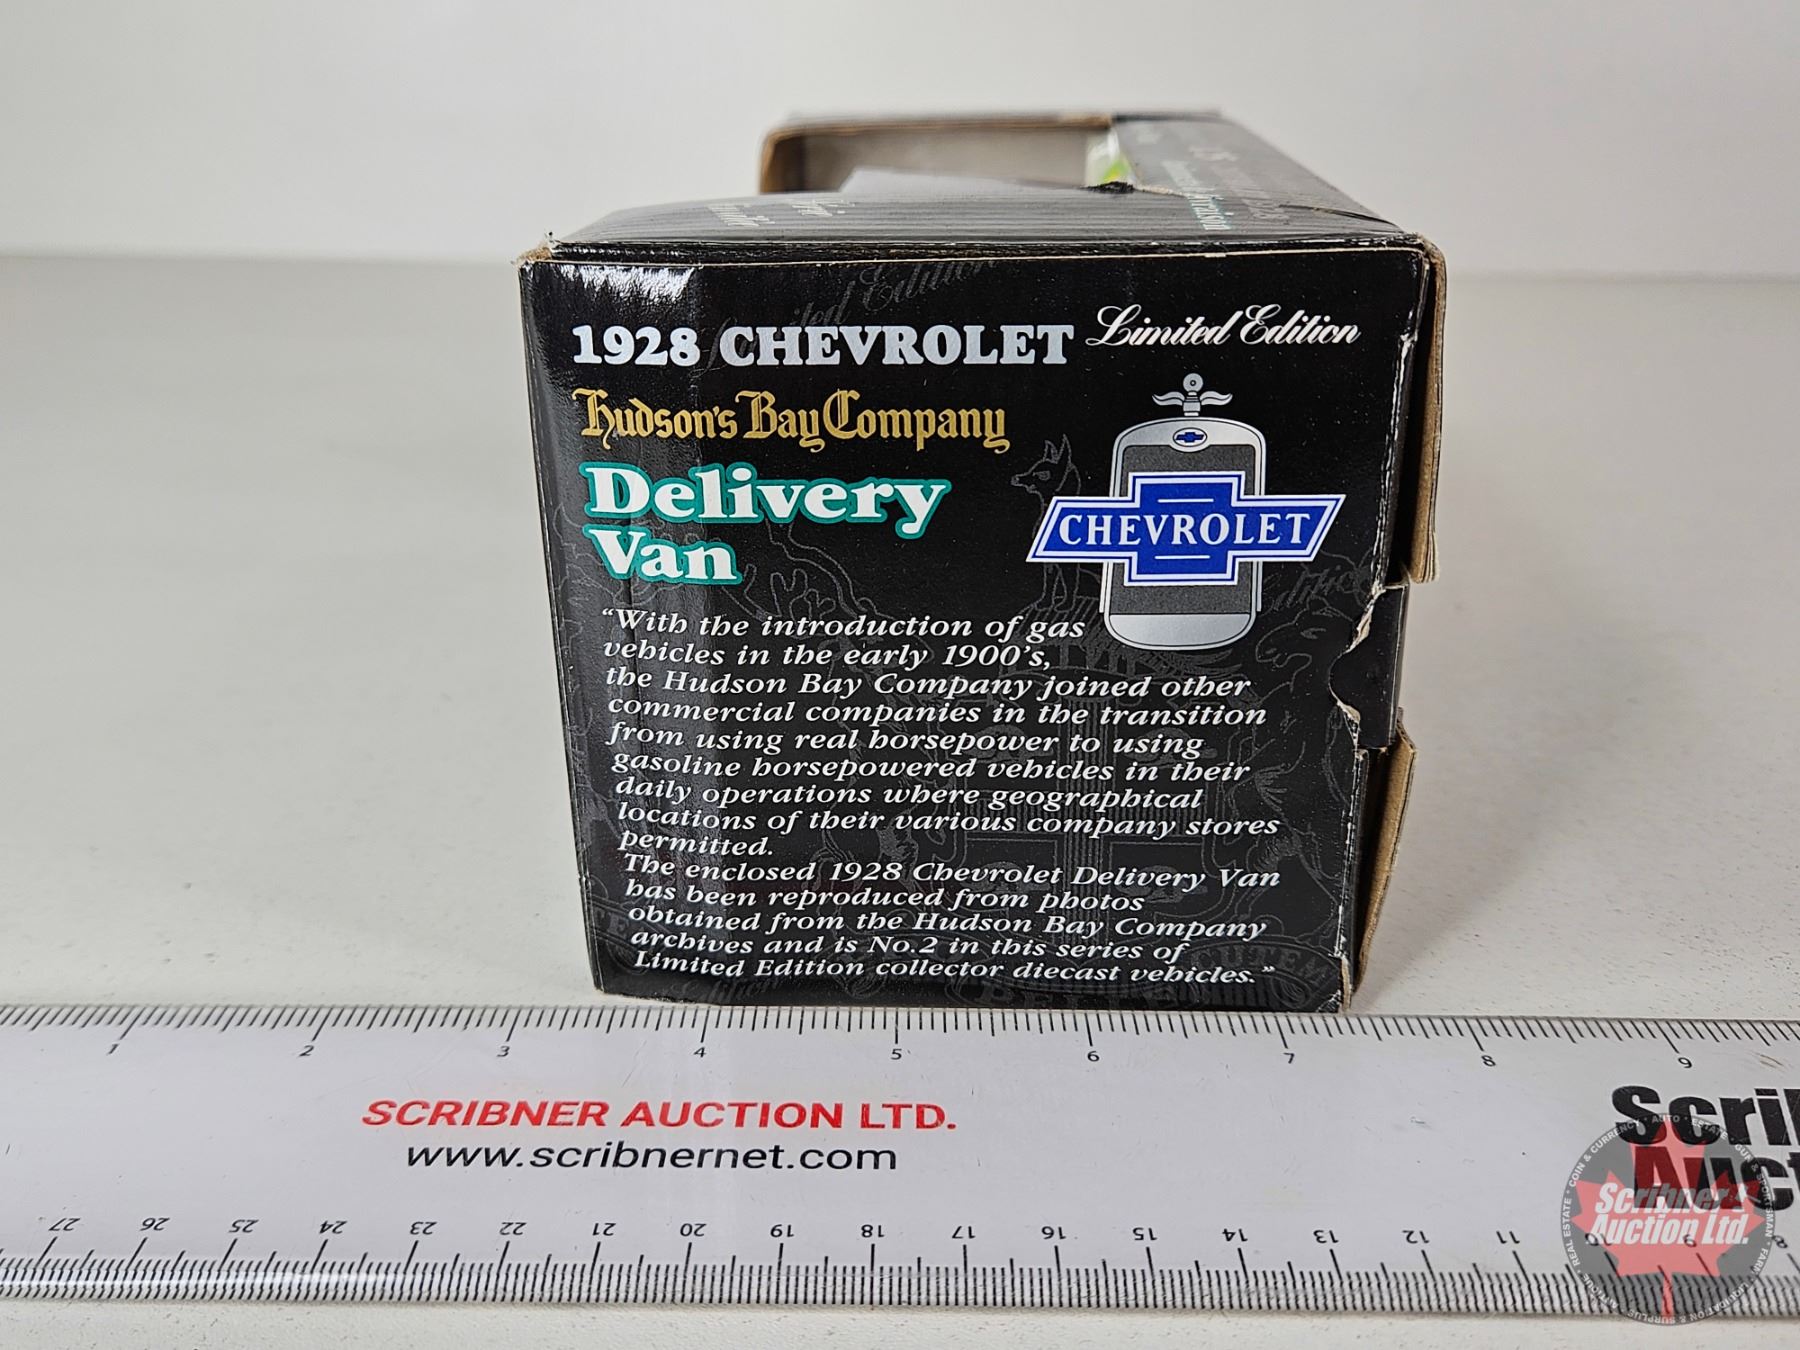 1928 CHEVROLET Limited Edition
Hudson's Bay Company
Delivery
Van
CHEVROLET
"With the introduction of gas
vehicles in the early 1900's,
the Hudson Bay Company joined other
commercial companies in the transition
from using real horsepower to using
gasoline horsepowered vehicles in their
daily operations where geographical
locations of their various company stores
permitted.
The enclosed 1928 Chevrolet Delivery Van
has been reproduced from photos
obtained from the Hudson Bay Company
archives and is No.2 in this series of
Limited Edition collector diecast vehicles."
1 2 3 4 5 6 7 8 9
SCRIBNER AUCTION LTD.
www.scribnernet.com
27 26 25 24 23 22 21 20 19 18 17 16 15 14 13 12 11 10 9 8
Scribner
Auction Ltd.